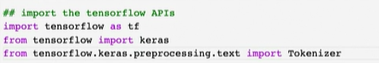 ## import the tensorflow APIs
import tensorflow as tf
from tensorflow import keras
from tensorflow.keras.preprocessing.text import Tokenizer